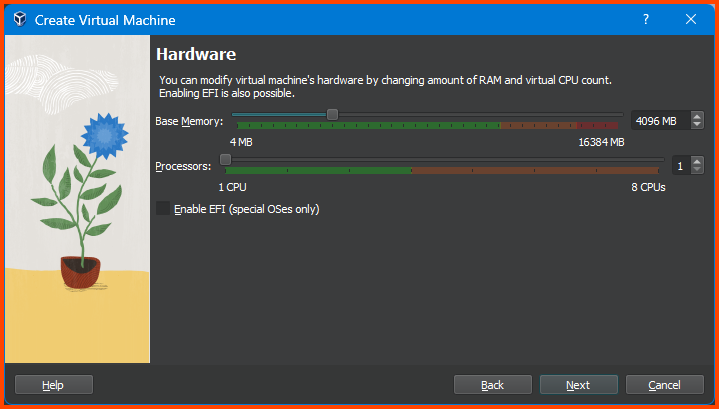 Create Virtual Machine
?
Hardware
You can modify virtual machine's hardware by changing amount of RAM and virtual CPU count.
Enabling EFI is also possible.
Base Memory:
4096 MB
4 MB
16384 MB
Processors:
1
1 CPU
8 CPUs
Enable EFI (special OSes only)
Help
Back
Next
Cancel